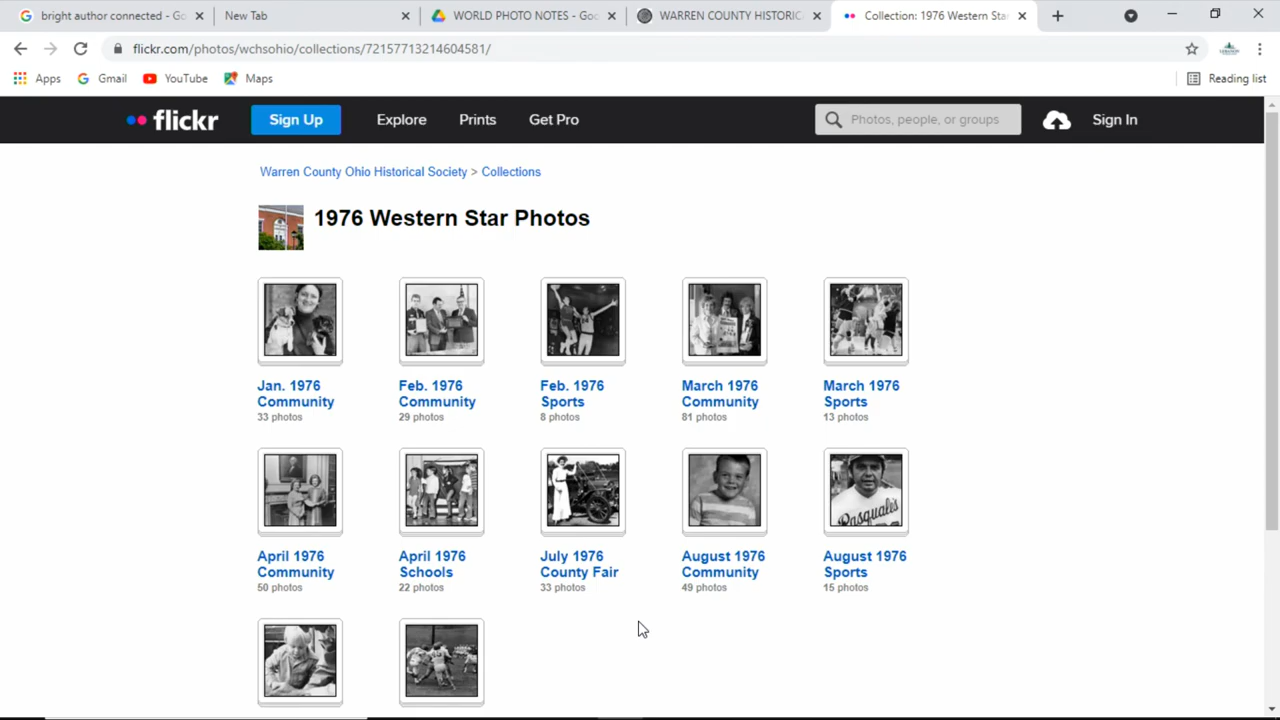 bright author connected - Go
New Tab
WORLD PHOTO NOTES - Goo
WARREN COUNTY HISTORIC
Collection: 1976 Western Sta
flickr.com/photos/wchsohio/collections/72157713214604581/
Apps
Gmail
YouTube
Maps
Reading list
flickr
Sign Up
Explore
Prints
Get Pro
Photos, people, or groups
Sign In
Warren County Ohio Historical Society > Collections
1976 Western Star Photos
Jan. 1976
Community
33 photos
Feb. 1976
Community
29 photos
Feb. 1976
Sports
8 photos
March 1976
Community
81 photos
March 1976
Sports
13 photos
Pasquale's
April 1976
Community
50 photos
April 1976
Schools
22 photos
July 1976
County Fair
33 photos
August 1976
Community
49 photos
August 1976
Sports
15 photos